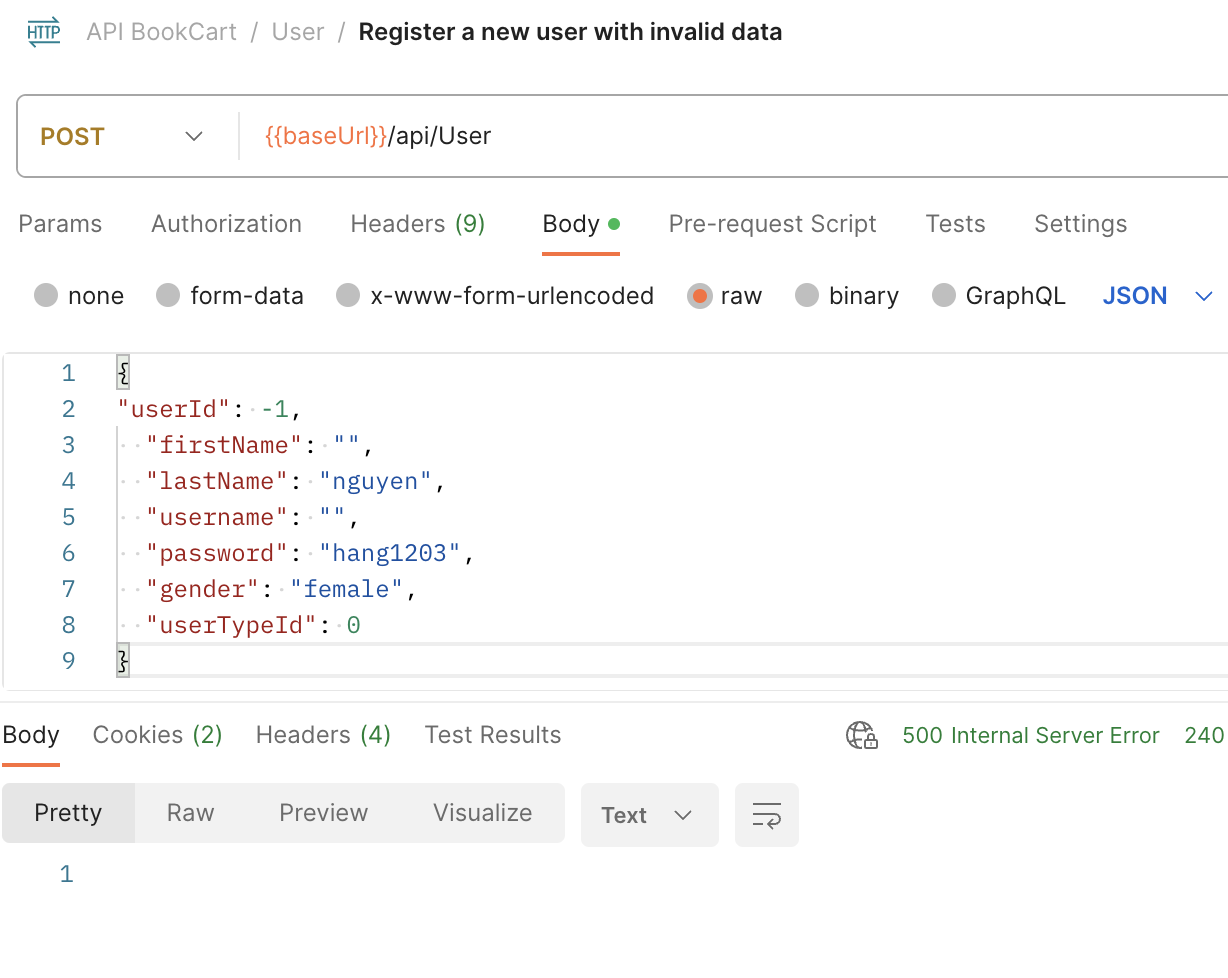 HTTP API BookCart / User / Register a new user with invalid data
POST {{baseUrl}}/api/User
Params Authorization Headers (9) Body Pre-request Script Tests Settings
none form-data x-www-form-urlencoded raw binary GraphQL JSON
1 {
2 "userId": -1,
3 "firstName": "",
4 "lastName": "nguyen",
5 "username": "",
6 "password": "hang1203",
7 "gender": "female",
8 "userTypeId": 0
9 }
Body Cookies (2) Headers (4) Test Results 500 Internal Server Error 240
Pretty Raw Preview Visualize Text
1